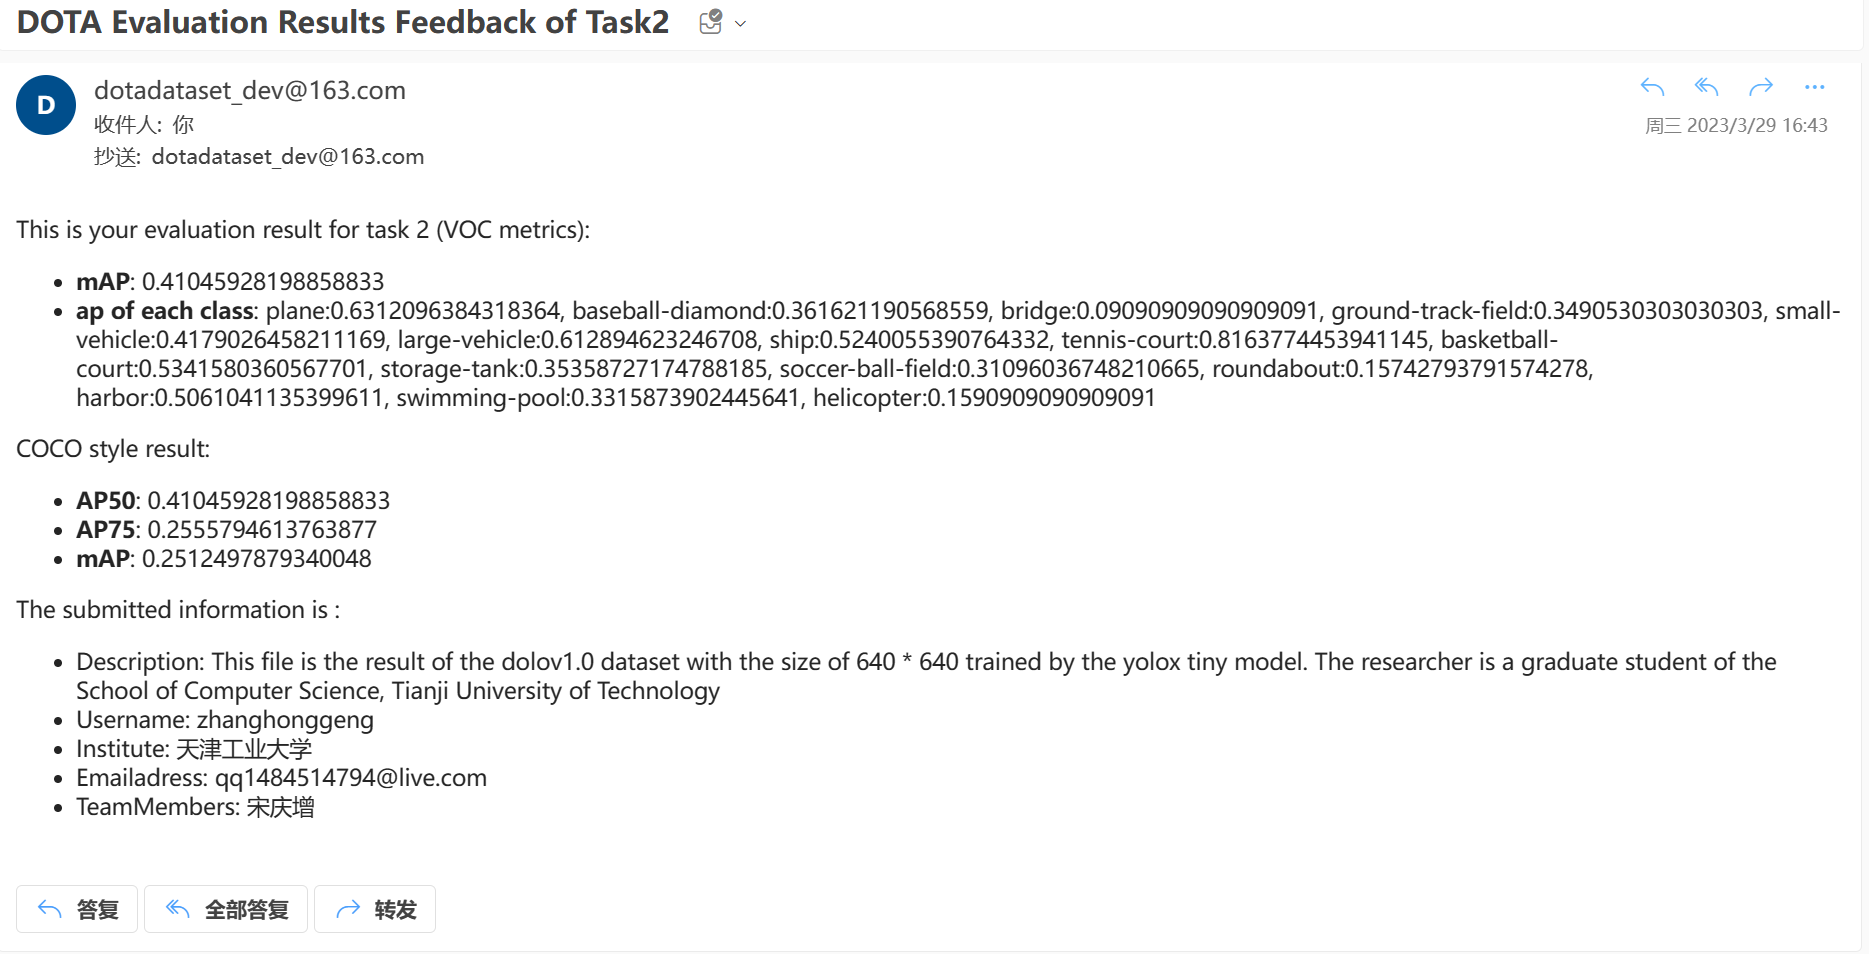 DOTA Evaluation Results Feedback of Task2
D
dotadataset_dev@163.com
收件人: 你
抄送: dotadataset_dev@163.com
周三 2023/3/29 16:43
This is your evaluation result for task 2 (VOC metrics):
• mAP: 0.41045928198858833
• ap of each class: plane:0.6312096384318364, baseball-diamond:0.361621190568559, bridge:0.09090909090909091, ground-track-field:0.3490530303030303, small-
vehicle:0.4179026458211169, large-vehicle:0.612894623246708, ship:0.5240055390764332, tennis-court:0.8163774453941145, basketball-
court:0.5341580360567701, storage-tank:0.35358727174788185, soccer-ball-field:0.31096036748210665, roundabout:0.15742793791574278,
harbor:0.5061041135399611, swimming-pool:0.3315873902445641, helicopter:0.1590909090909091
COCO style result:
• AP50: 0.41045928198858833
• AP75: 0.2555794613763877
• mAP: 0.2512497879340048
The submitted information is :
• Description: This file is the result of the dolov1.0 dataset with the size of 640 * 640 trained by the yolox tiny model. The researcher is a graduate student of the
School of Computer Science, Tianji University of Technology
• Username: zhanghonggeng
• Institute: 天津工业大学
• Emailadress: qq1484514794@live.com
• TeamMembers: 宋庆增
答复
全部答复
转发